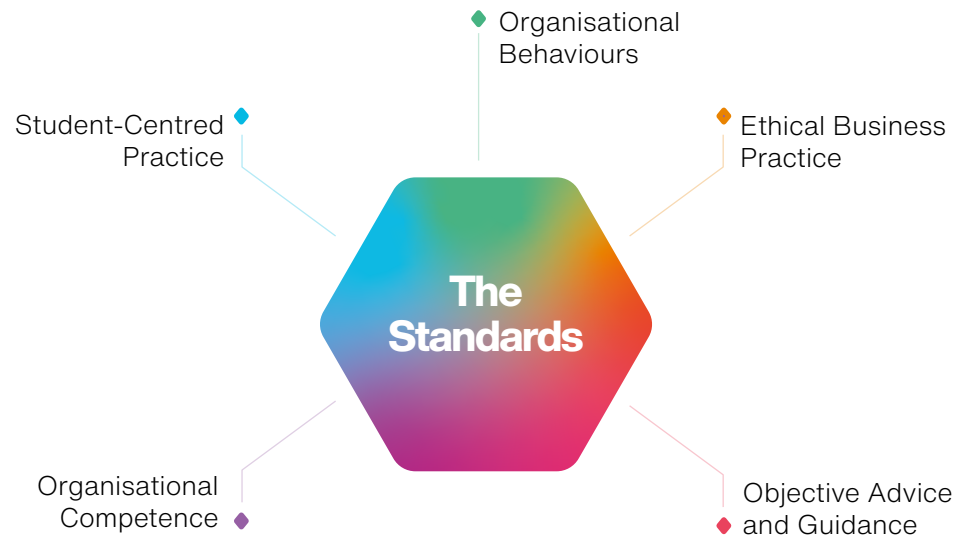 Organisational
Behaviours
Student-Centred
Practice
Ethical Business
Practice
The
Standards
Organisational
Competence
Objective Advice
and Guidance